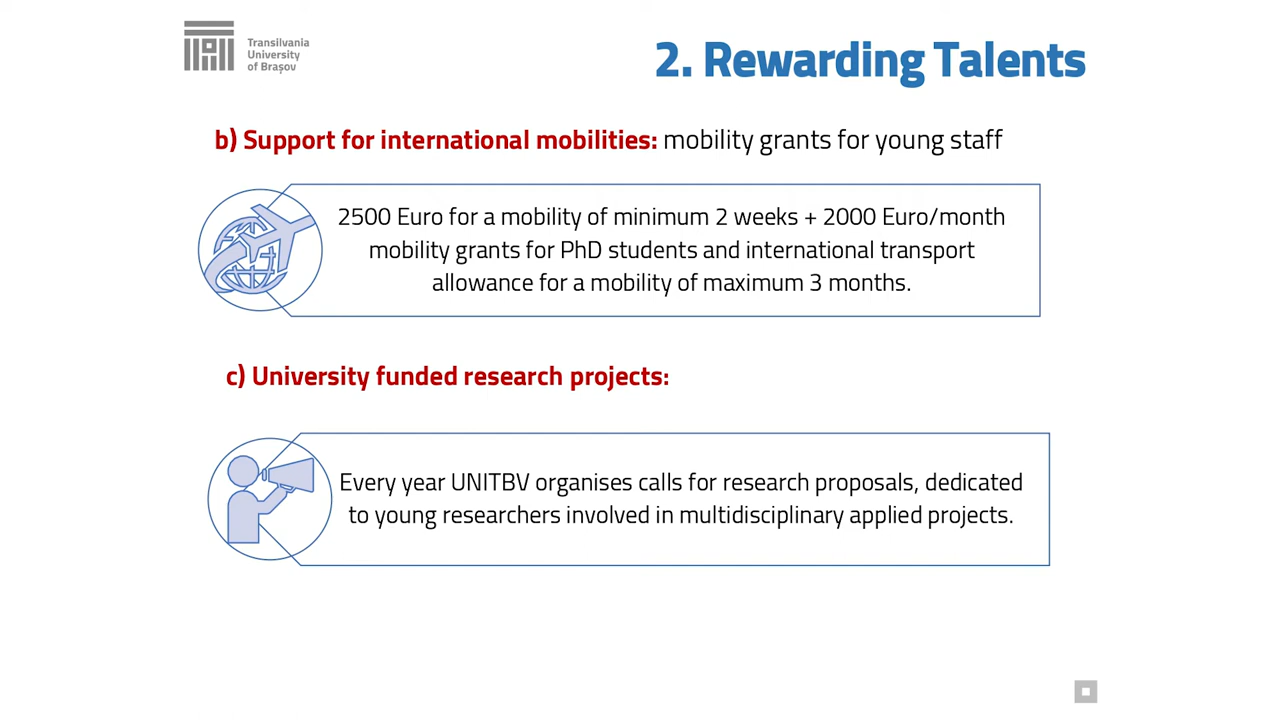 Transilvania
University
of Brașov
2. Rewarding Talents
b) Support for international mobilities: mobility grants for young staff
2500 Euro for a mobility of minimum 2 weeks + 2000 Euro/month
mobility grants for PhD students and international transport
allowance for a mobility of maximum 3 months.
c) University funded research projects:
Every year UNITBV organises calls for research proposals, dedicated
to young researchers involved in multidisciplinary applied projects.